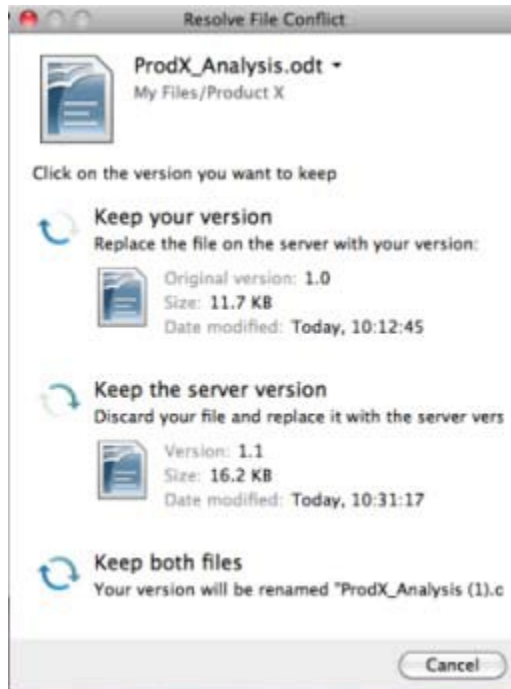 Resolve File Conflict
ProdX_Analysis.odt
My Files/Product X
Click on the version you want to keep
Keep your version
Replace the file on the server with your version:
Original version: 1.0
Size: 11.7 KB
Date modified: Today, 10:12:45
Keep the server version
Discard your file and replace it with the server vers
Version: 1.1
Size: 16.2 KB
Date modified: Today, 10:31:17
Keep both files
Your version will be renamed "ProdX_Analysis (1).c
Cancel